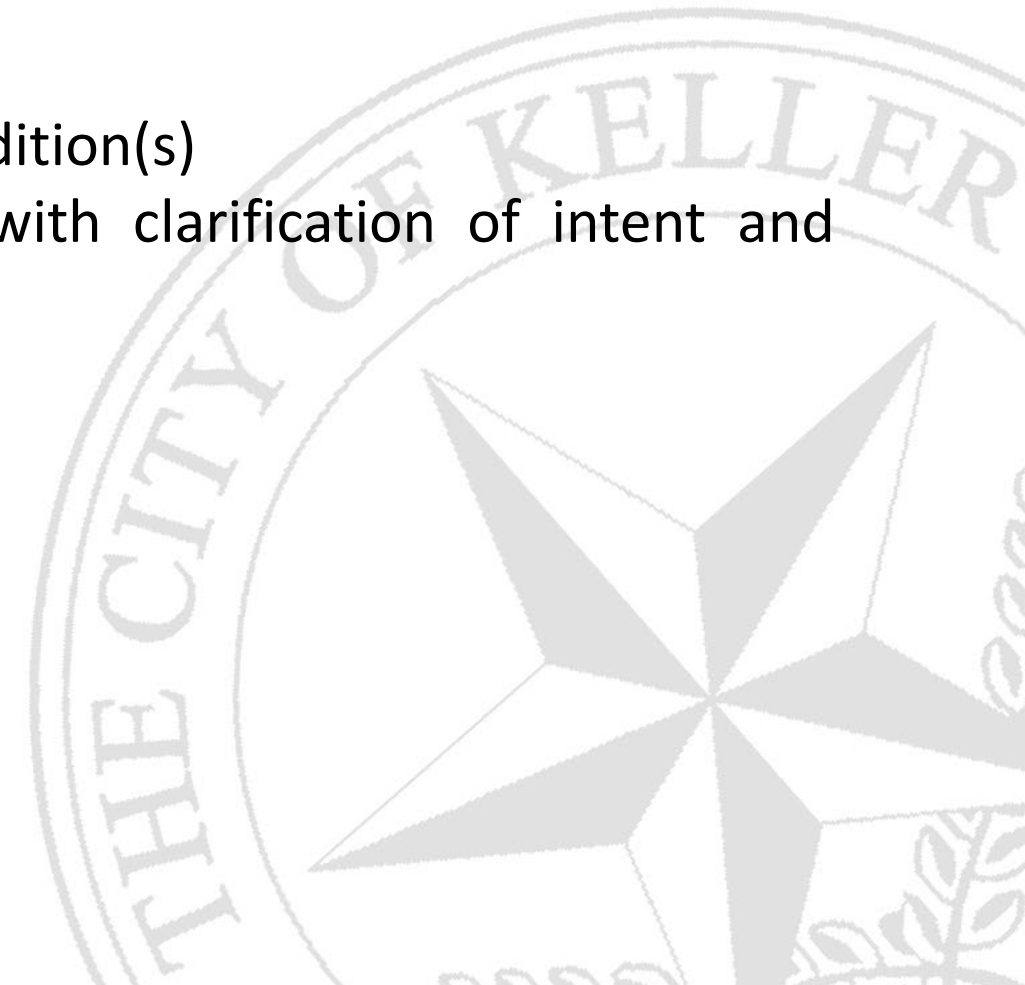 THE CITY OF KELLER
dition(s)
with clarification of intent and